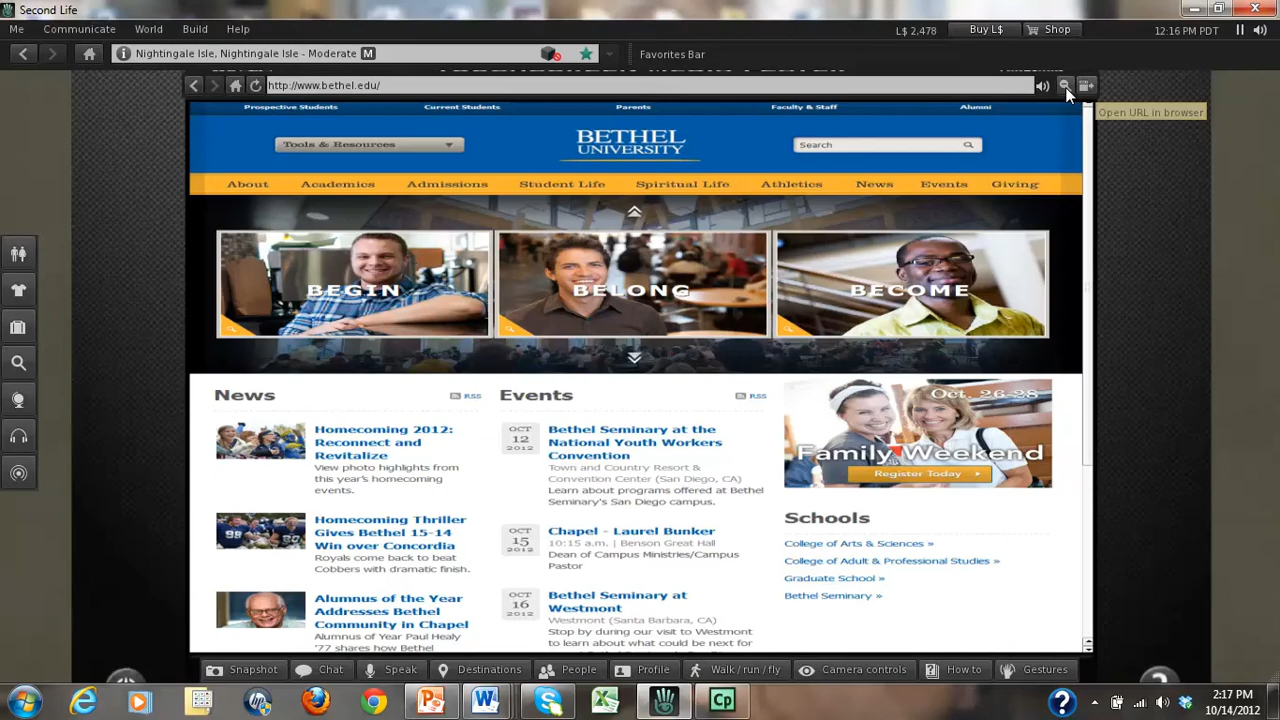 Second Life
Me Communicate World Build Help
L$ 2,478 Buy L$ Shop 12:16 PM PDT
Nightingale Isle, Nightingale Isle - Moderate M
Favorites Bar
http://www.bethel.edu/
Open URL in browser
Prospective Students Current Students Parents Faculty & Staff Alumni
Tools & Resources
BETHEL
UNIVERSITY
Search
About Academics Admissions Student Life Spiritual Life Athletics News Events Giving
BEGIN BELONG BECOME
News RSS
Homecoming 2012:
Reconnect and
Revitalize
View photo highlights from
this year's homecoming
events.
Homecoming Thriller
Gives Bethel 15-14
Win over Concordia
Royals come back to beat
Cobbers with dramatic finish.
Alumnus of the Year
Addresses Bethel
Community in Chapel
Alumnus of Year Paul Healy
'77 shares how Bethel
Events RSS
OCT
12
2012
Bethel Seminary at the
National Youth Workers
Convention
Town and Country Resort &
Convention Center (San Diego, CA)
Learn about programs offered at Bethel
Seminary's San Diego campus.
OCT
15
2012
Chapel - Laurel Bunker
10:15 a.m. | Benson Great Hall
Dean of Campus Ministries/Campus
Pastor
OCT
16
2012
Bethel Seminary at
Westmont
Westmont (Santa Barbara, CA)
Stop by during our visit to Westmont
to learn about what could be next for
Oct. 26-28
Family Weekend
Register Today
Schools
College of Arts & Sciences »
College of Adult & Professional Studies »
Graduate School »
Bethel Seminary »
Snapshot Chat Speak Destinations People Profile Walk / run / fly Camera controls How to Gestures
2:17 PM
10/14/2012